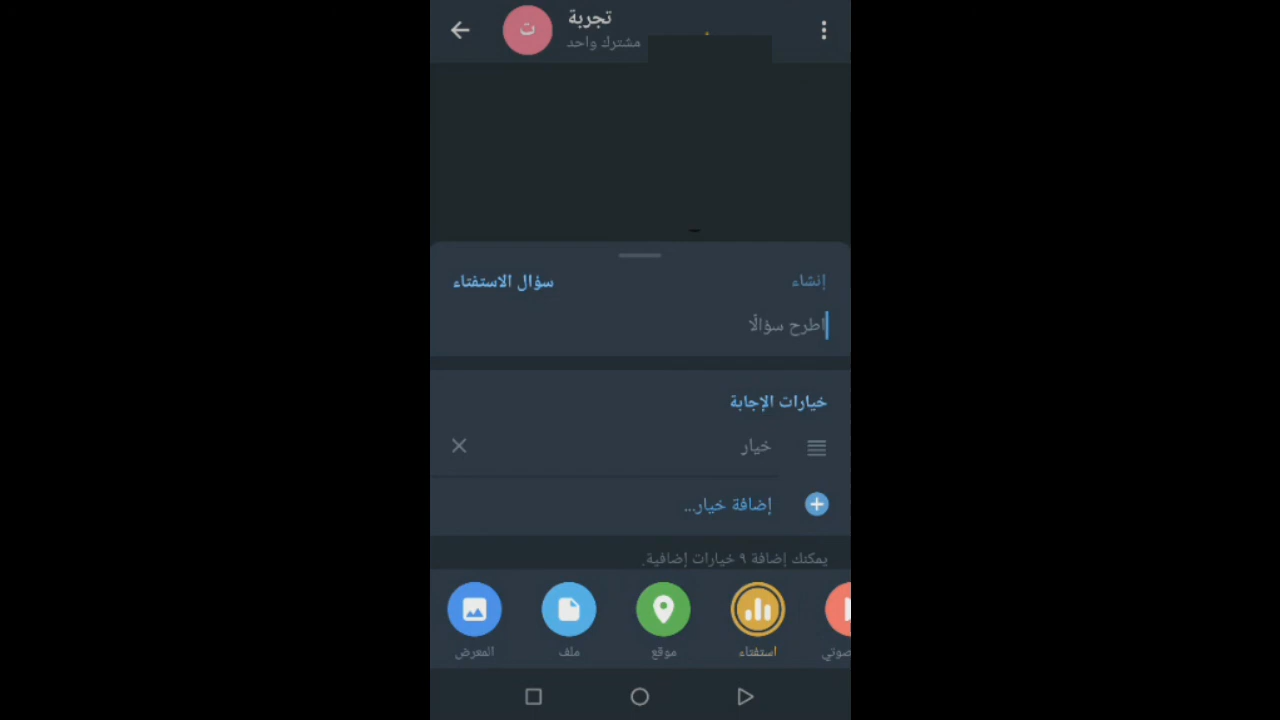 تجربة
ت
مشترك واحد
إنشاء
سؤال الاستفتاء
اطرح سؤالًا
خيارات الإجابة
خيار
إضافة خيار...
يمكنك إضافة ٩ خيارات إضافية.
المعرض
ملف
موقع
استفتاء
صوتي